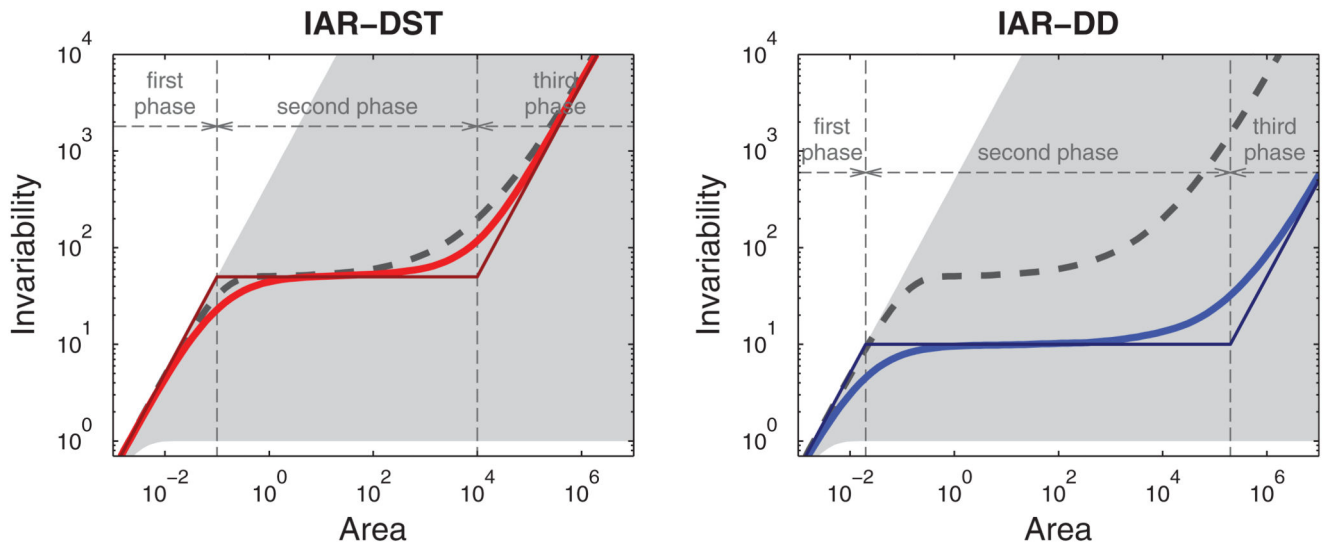 IAR–DST
Invariability
10^4
10^3
10^2
10^1
10^0
first
phase
second phase
third
phase
10^−2
10^0
10^2
10^4
10^6
Area
IAR–DD
Invariability
10^4
10^3
10^2
10^1
10^0
first
phase
second phase
third
phase
10^−2
10^0
10^2
10^4
10^6
Area